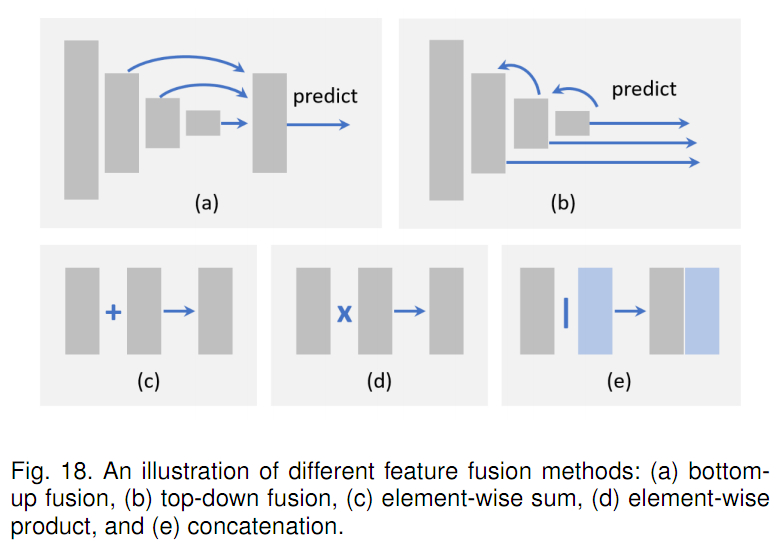 predict
predict
(a)
(b)
+
x
|
(c)
(d)
(e)
Fig. 18. An illustration of different feature fusion methods: (a) bottom-
up fusion, (b) top-down fusion, (c) element-wise sum, (d) element-wise
product, and (e) concatenation.